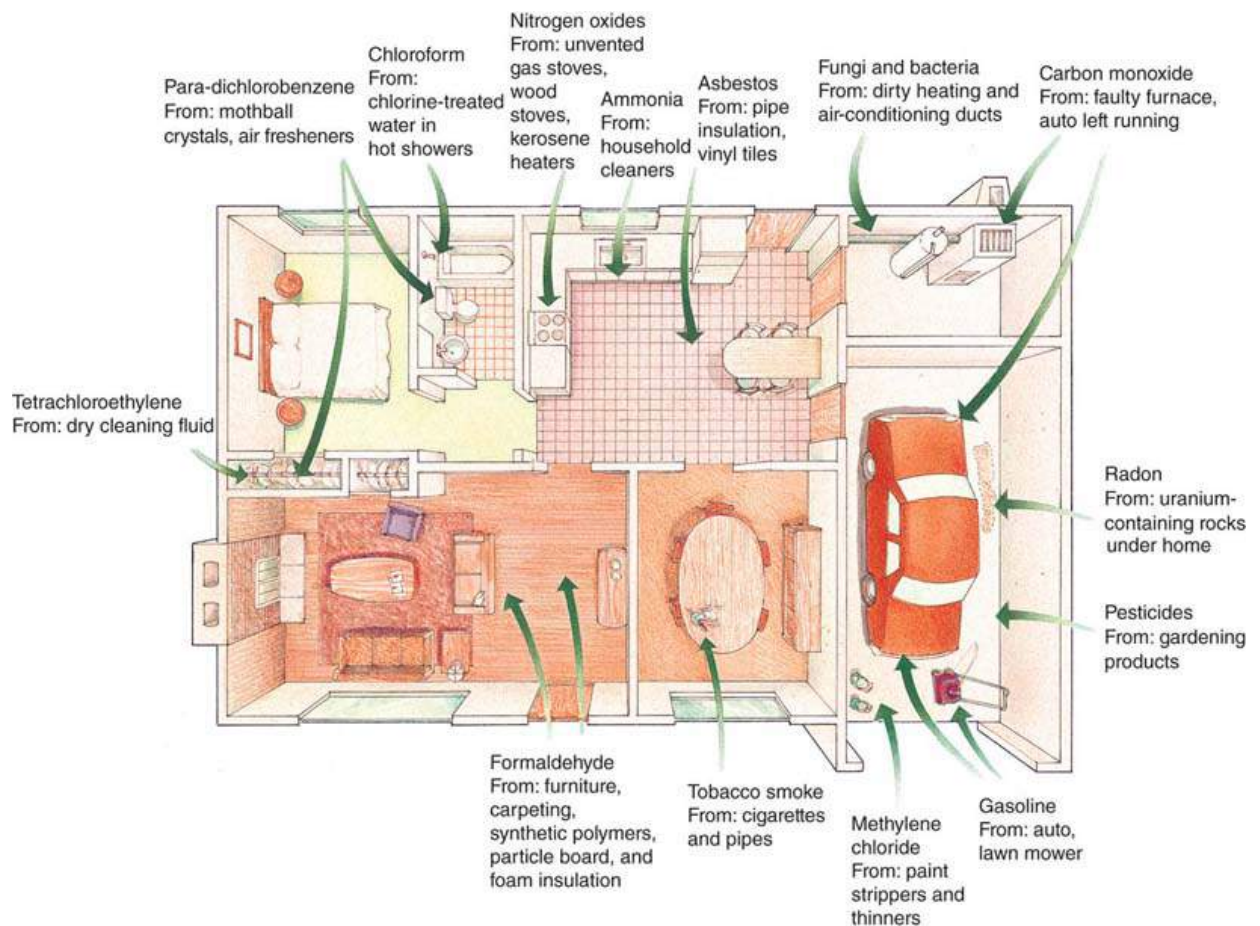 Nitrogen oxides
From: unvented
gas stoves,
wood
stoves,
kerosene
heaters
Chloroform
From:
chlorine-treated
water in
hot showers
Para-dichlorobenzene
From: mothball
crystals, air fresheners
Ammonia
From:
household
cleaners
Asbestos
From: pipe
insulation,
vinyl tiles
Fungi and bacteria
From: dirty heating and
air-conditioning ducts
Carbon monoxide
From: faulty furnace,
auto left running
Tetrachloroethylene
From: dry cleaning fluid
Radon
From: uranium-
containing rocks
under home
Pesticides
From: gardening
products
Formaldehyde
From: furniture,
carpeting,
synthetic polymers,
particle board, and
foam insulation
Tobacco smoke
From: cigarettes
and pipes
Methylene
chloride
From: paint
strippers and
thinners
Gasoline
From: auto,
lawn mower